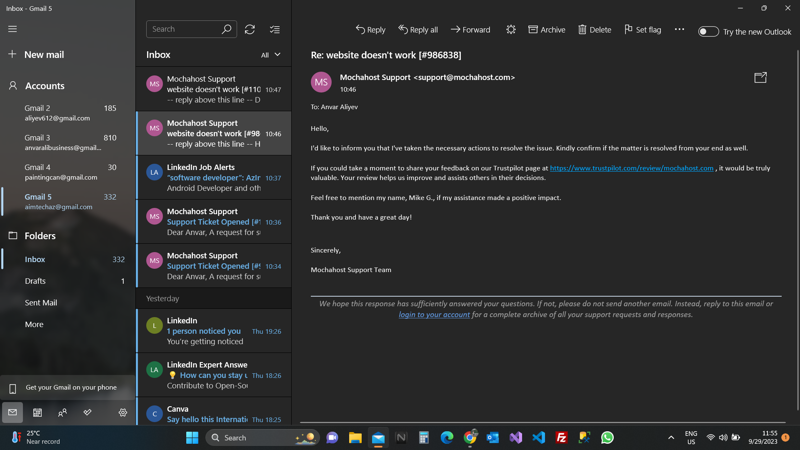 Inbox - Gmail 5
New mail
Accounts
Gmail 2 185
aliyev612@gmail.com
Gmail 3 810
anvaralibusiness@gmail...
Gmail 4 30
paintingcan@gmail.com
Gmail 5 332
aimtechaz@gmail.com
Folders
Inbox 332
Drafts 1
Sent Mail
More
Get your Gmail on your phone
Search
Inbox All
MS Mochahost Support
website doesn't work [#110 10:47
-- reply above this line -- D
MS Mochahost Support
website doesn't work [#98 10:46
-- reply above this line -- H
LA LinkedIn Job Alerts
"software developer": Azin 10:37
Android Developer and oth
MS Mochahost Support
Support Ticket Opened [#1 10:36
Dear Anvar, A request for su
MS Mochahost Support
Support Ticket Opened [#9 10:34
Dear Anvar, A request for su
Yesterday
L LinkedIn
1 person noticed you Thu 19:26
You're getting noticed
LA LinkedIn Expert Answe
How can you stay u Thu 18:26
Contribute to Open-Sou
C Canva
Say hello this Internatio Thu 18:25
Reply Reply all Forward Archive Delete Set flag ... Try the new Outlook
Re: website doesn't work [#986838]
MS Mochahost Support <support@mochahost.com>
10:46
To: Anvar Aliyev
Hello,
I'd like to inform you that I've taken the necessary actions to resolve the issue. Kindly confirm if the matter is resolved from your end as well.
If you could take a moment to share your feedback on our Trustpilot page at https://www.trustpilot.com/review/mochahost.com , it would be truly
valuable. Your review helps us improve and assists others in their decisions.
Feel free to mention my name, Mike G., if my assistance made a positive impact.
Thank you and have a great day!
Sincerely,
Mochahost Support Team
We hope this response has sufficiently answered your questions. If not, please do not send another email. Instead, reply to this email or
login to your account for a complete archive of all your support requests and responses.
25°C
Near record
Search
ENG
US
11:55
9/29/2023
1